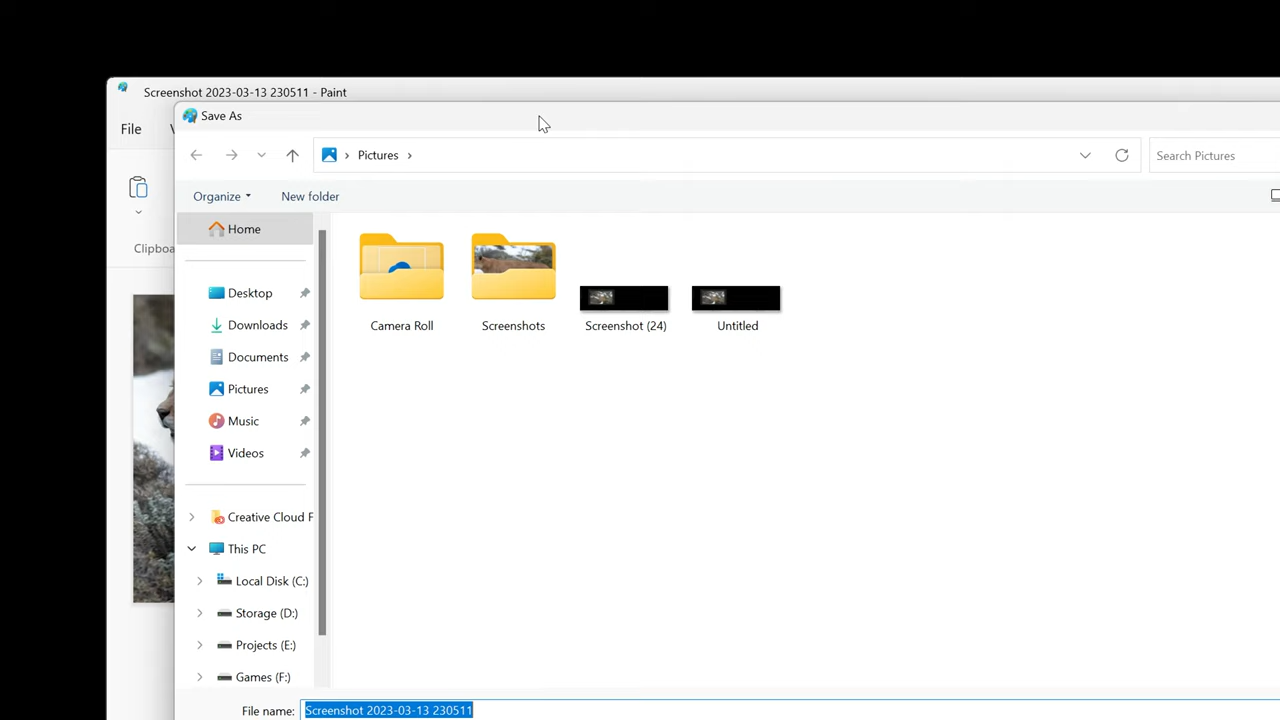 Screenshot 2023-03-13 230511 - Paint
Save As
File
Pictures
Search Pictures
Organize
New folder
Clipboa
Home
Desktop
Downloads
Documents
Pictures
Music
Videos
Creative Cloud F
This PC
Local Disk (C:)
Storage (D:)
Projects (E:)
Games (F:)
Camera Roll
Screenshots
Screenshot (24)
Untitled
File name:
Screenshot 2023-03-13 230511